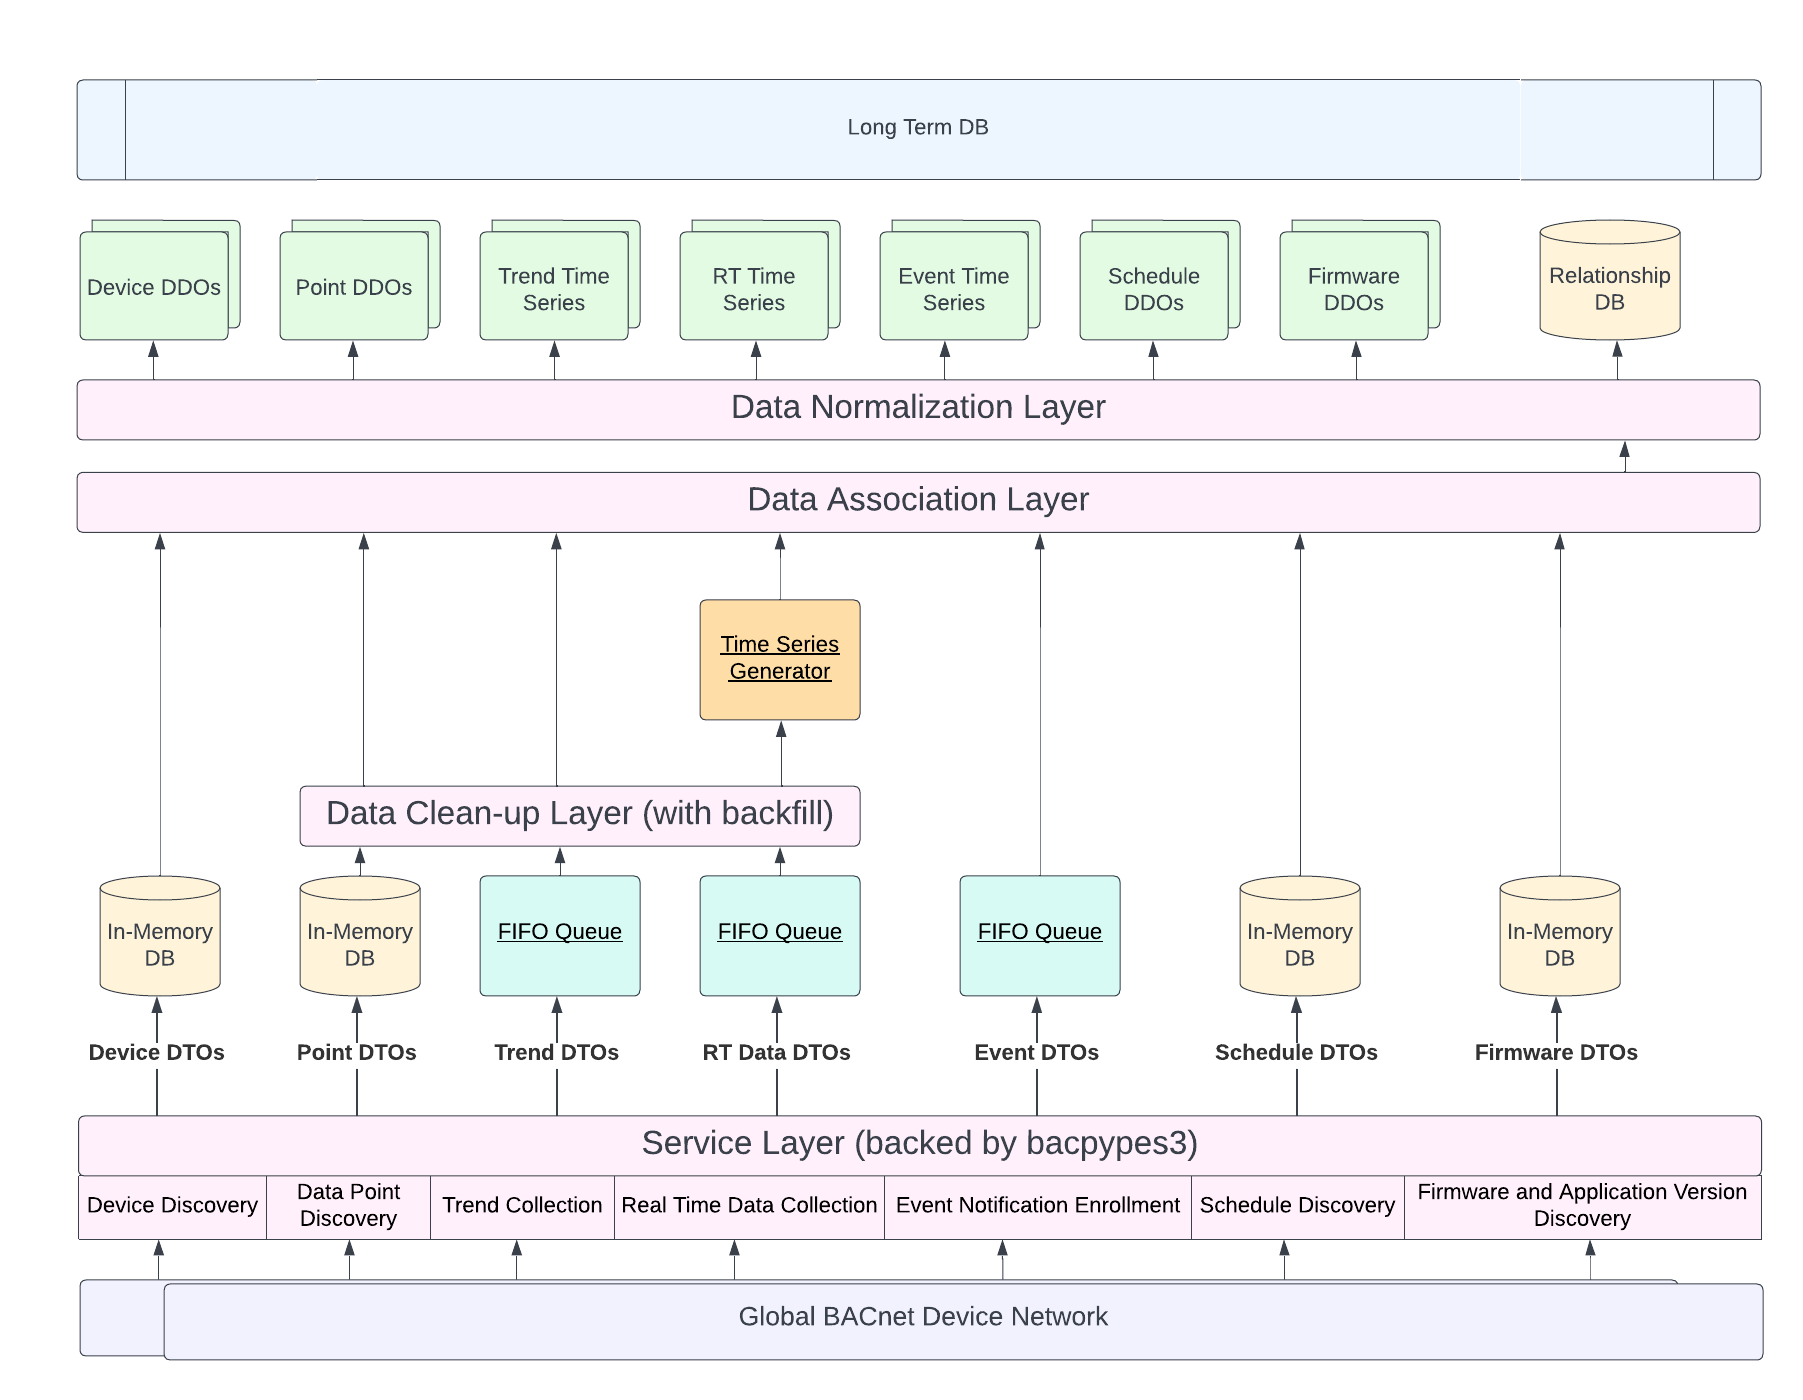 Long Term DB
Device DDOs
Point DDOs
Trend Time
Series
RT Time
Series
Event Time
Series
Schedule
DDOs
Firmware
DDOs
Relationship
DB
Data Normalization Layer
Data Association Layer
Time Series
Generator
Data Clean-up Layer (with backfill)
In-Memory
DB
In-Memory
DB
FIFO Queue
FIFO Queue
FIFO Queue
In-Memory
DB
In-Memory
DB
Device DTOs
Point DTOs
Trend DTOs
RT Data DTOs
Event DTOs
Schedule DTOs
Firmware DTOs
Service Layer (backed by bacpypes3)
Device Discovery
Data Point
Discovery
Trend Collection
Real Time Data Collection
Event Notification Enrollment
Schedule Discovery
Firmware and Application Version
Discovery
Global BACnet Device Network